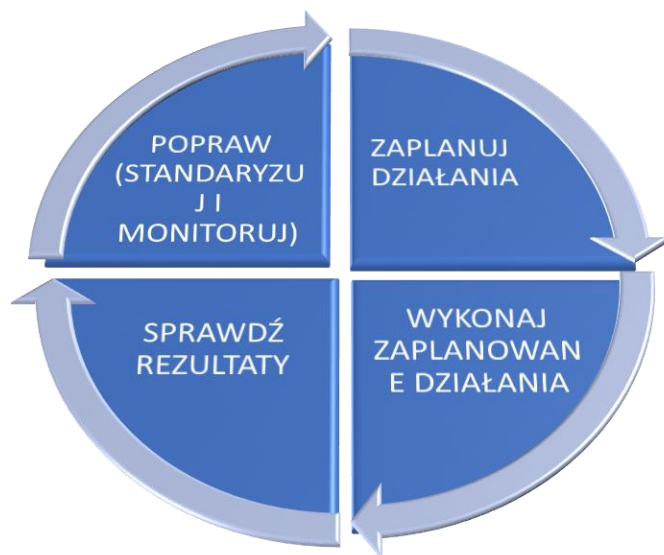 POPRAW
(STANDARYZU
J I
MONITORUJ)
ZAPLANUJ
DZIAŁANIA
SPRAWDŹ
REZULTATY
WYKONAJ
ZAPLANOWAN
E DZIAŁANIA